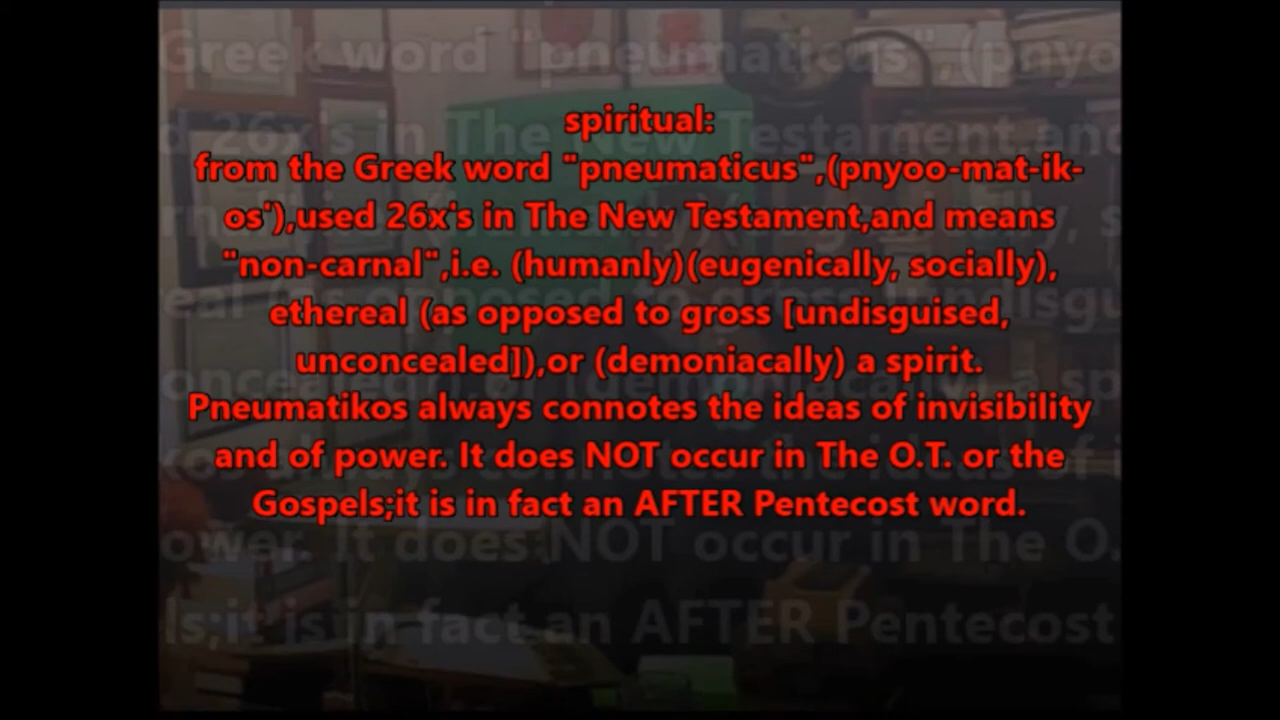 spiritual:
from the Greek word "pneumaticus",(pnyoo-mat-ik-
os'),used 26x's in The New Testament,and means
"non-carnal",i.e. (humanly)(eugenically, socially),
ethereal (as opposed to gross [undisguised,
unconcealed]),or (demoniacally) a spirit.
Pneumatikos always connotes the ideas of invisibility
and of power. It does NOT occur in The O.T. or the
Gospels;it is in fact an AFTER Pentecost word.